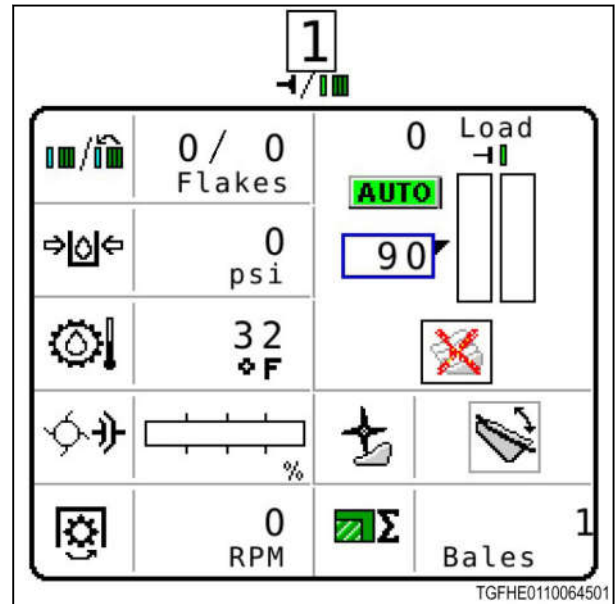 1
0/ 0
Flakes
0
psi
32
°F
%
0
RPM
0
Load
AUTO
90
Σ
1
Bales
TGFHE0110064501